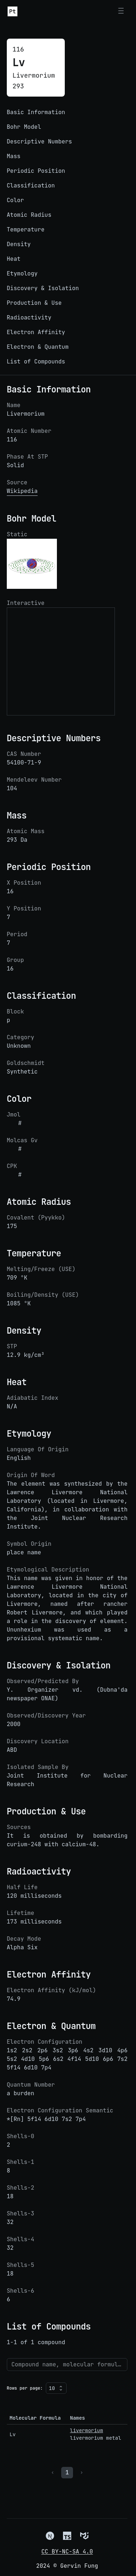 Pt
116
Lv
Livermorium
293
Basic Information
Bohr Model
Descriptive Numbers
Mass
Periodic Position
Classification
Color
Atomic Radius
Temperature
Density
Heat
Etymology
Discovery & Isolation
Production & Use
Radioactivity
Electron Affinity
Electron & Quantum
List of Compounds
Basic Information
Name
Livermorium
Atomic Number
116
Phase At STP
Solid
Source
Wikipedia
Bohr Model
Static
Interactive
Descriptive Numbers
CAS Number
54100-71-9
Mendeleev Number
104
Mass
Atomic Mass
293 Da
Periodic Position
X Position
16
Y Position
7
Period
7
Group
16
Classification
Block
p
Category
Unknown
Goldschmidt
Synthetic
Color
Jmol
#
Molcas Gv
#
CPK
#
Atomic Radius
Covalent (Pyykko)
175
Temperature
Melting/Freeze (USE)
709 °K
Boiling/Density (USE)
1085 °K
Density
STP
12.9 kg/cm³
Heat
Adiabatic Index
N/A
Etymology
Language Of Origin
English
Origin Of Word
The element was synthesized by the
Lawrence Livermore National
Laboratory (located in Livermore,
California), in collaboration with
the Joint Nuclear Research
Institute.
Symbol Origin
place name
Etymological Description
This name was given in honor of the
Lawrence Livermore National
Laboratory, located in the city of
Livermore, named after rancher
Robert Livermore, and which played
a role in the discovery of element.
Ununhexium was used as a
provisional systematic name.
Discovery & Isolation
Observed/Predicted By
Y. Organizer vd. (Dubna'da
newspaper ONAE)
Observed/Discovery Year
2000
Discovery Location
ABD
Isolated Sample By
Joint Institute for Nuclear
Research
Production & Use
Sources
It is obtained by bombarding
curium-248 with calcium-48.
Radioactivity
Half Life
120 milliseconds
Lifetime
173 milliseconds
Decay Mode
Alpha Six
Electron Affinity
Electron Affinity (kJ/mol)
74.9
Electron & Quantum
Electron Configuration
1s2 2s2 2p6 3s2 3p6 4s2 3d10 4p6
5s2 4d10 5p6 6s2 4f14 5d10 6p6 7s2
5f14 6d10 7p4
Quantum Number
a burden
Electron Configuration Semantic
*[Rn] 5f14 6d10 7s2 7p4
Shells-0
2
Shells-1
8
Shells-2
18
Shells-3
32
Shells-4
32
Shells-5
18
Shells-6
6
List of Compounds
1-1 of 1 compound
Compound name, molecular formul…
Rows per page: 10
Molecular Formula Names
livermorium
Lv
livermorium metal
‹ 1 ›
N TS
CC BY-NC-SA 4.0
2024 © Gervin Fung